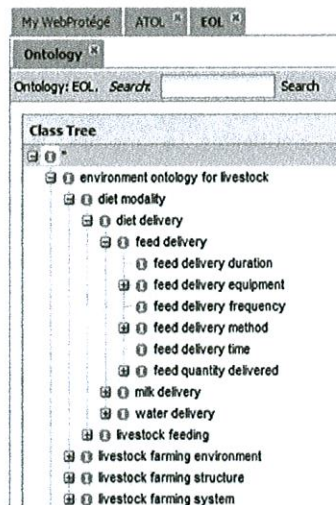 My WebProtégé ATOL EOL
Ontology
Ontology: EOL, Search: Search
Class Tree
environment ontology for livestock
diet modality
diet delivery
feed delivery
feed delivery duration
feed delivery equipment
feed delivery frequency
feed delivery method
feed delivery time
feed quantity delivered
milk delivery
water delivery
livestock feeding
livestock farming environment
livestock farming structure
livestock farming system